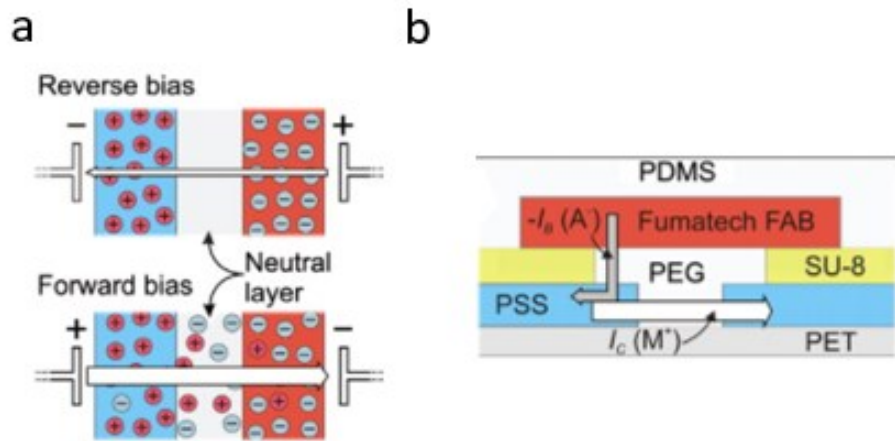 a
b
Reverse bias
−
+
Neutral
layer
Forward bias
+
−
PDMS
-I_B (A⁻)
Fumatech FAB
PEG
SU-8
PSS
I_C (M⁺)
PET